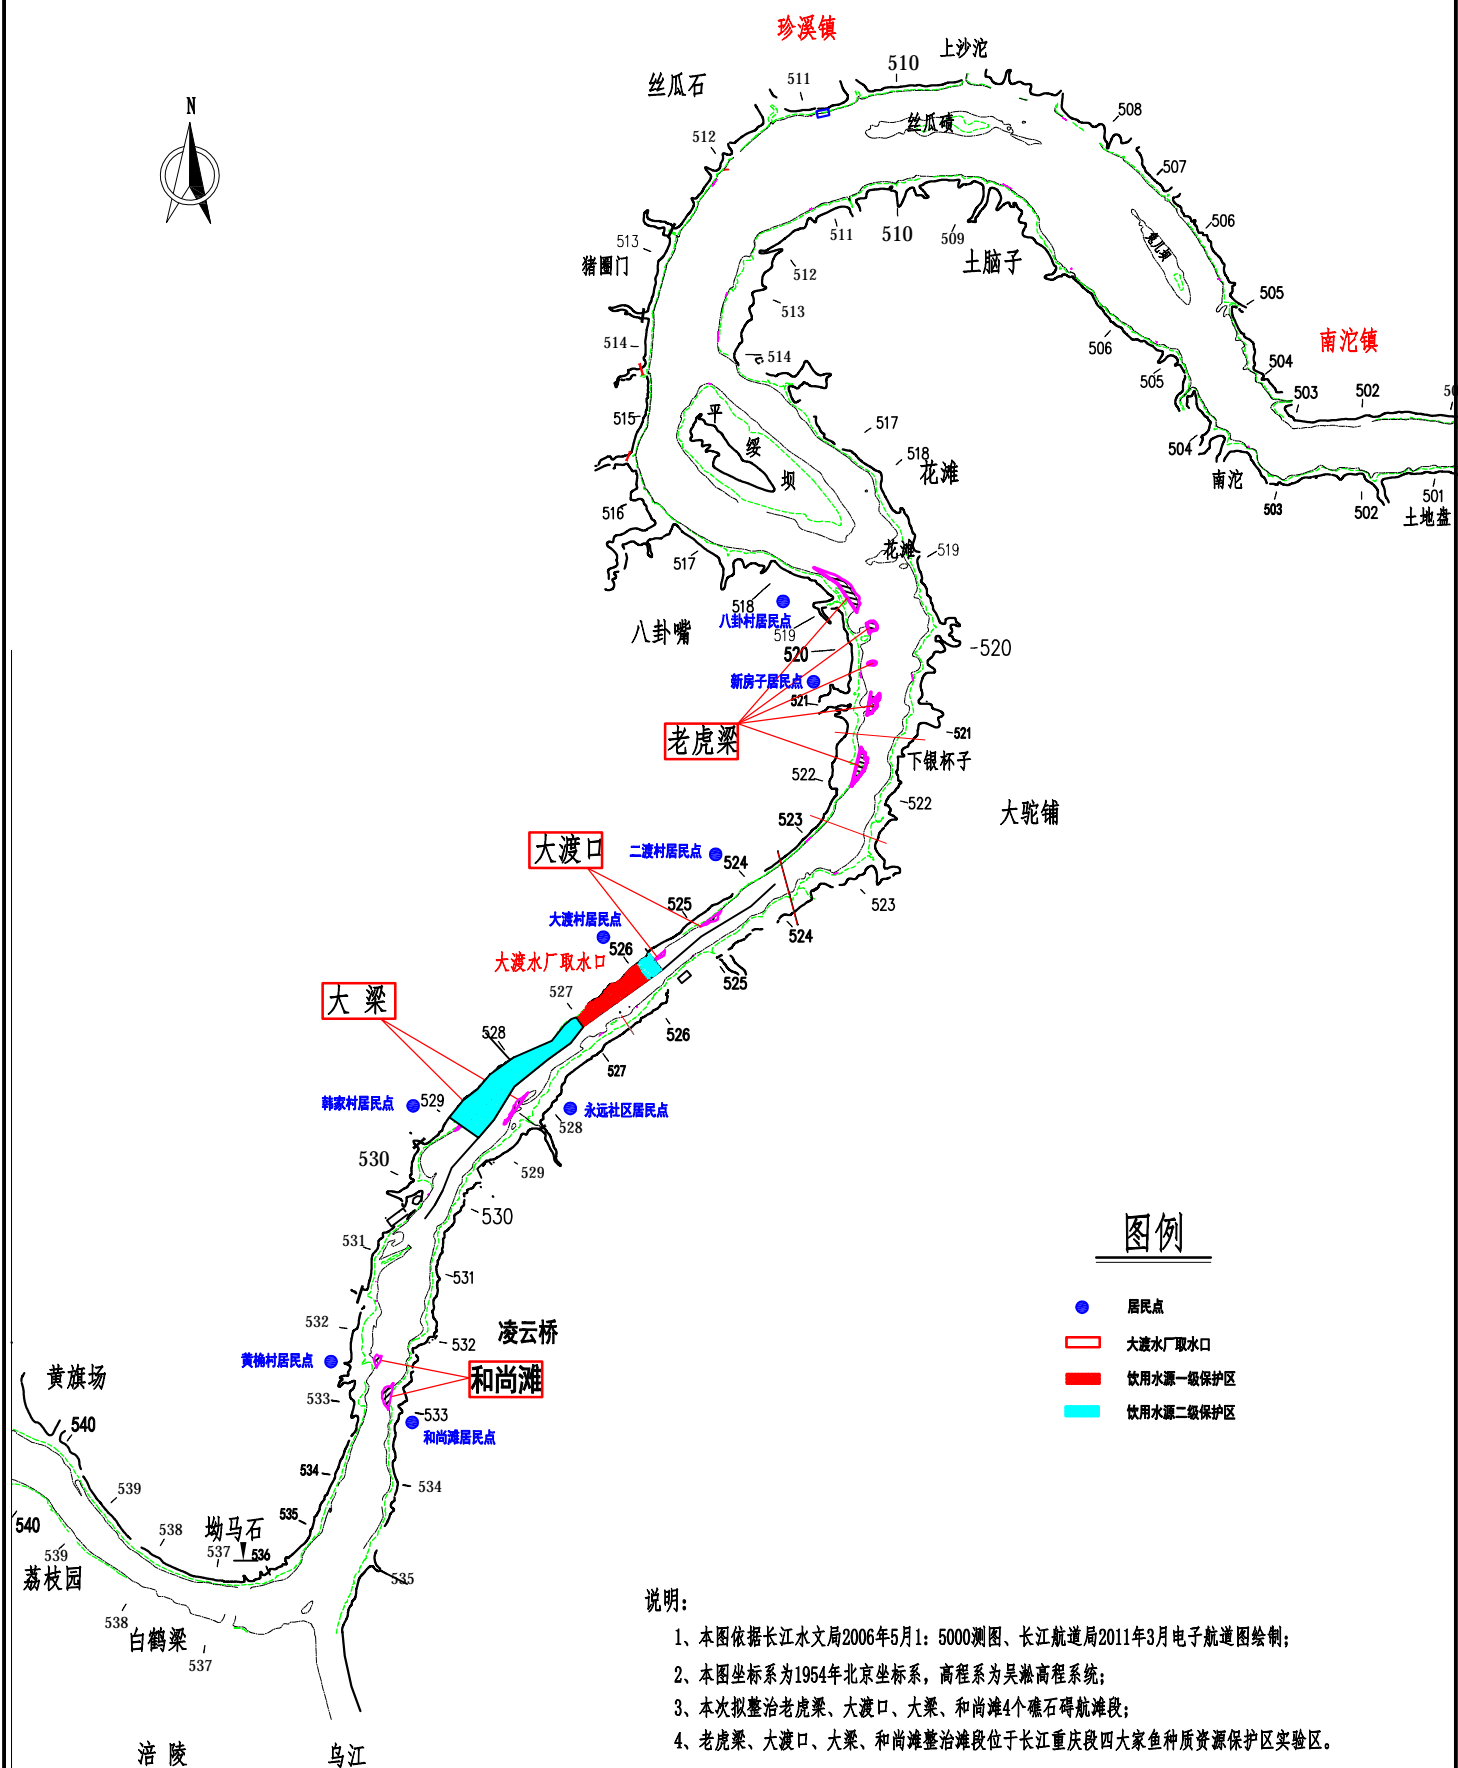 珍溪镇
上沙沱
510
511
丝瓜石
N
508
丝瓜碛
512
507
506
511
510
509
513
猪圈门
土脑子
兔儿坝
512
505
513
南沱镇
514
506
514
504
505
503
502
平
515
绥
517
504
518
花滩
坝
南沱
501
516
503
502
土地盘
花滩
519
517
518
八卦村居民点
八卦嘴
519
520
520
新房子居民点
521
老虎梁
521
下银杯子
522
522
大驼铺
523
大渡口
二渡村居民点
524
525
523
大渡村居民点
524
526
大渡水厂取水口
525
527
大 梁
526
528
527
韩家村居民点
529
永远社区居民点
528
530
529
530
531
图例
531
居民点
532
凌云桥
532
大渡水厂取水口
黄桷村居民点
黄旗场
和尚滩
饮用水源一级保护区
533
533
饮用水源二级保护区
540
和尚滩居民点
534
534
539
535
540
538
坳马石
537
536
539
荔枝园
535
538
白鹤梁
537
涪 陵
乌江
说明：
1、本图依据长江水文局2006年5月1：5000测图、长江航道局2011年3月电子航道图绘制；
2、本图坐标系为1954年北京坐标系，高程系为吴淞高程系统；
3、本次拟整治老虎梁、大渡口、大梁、和尚滩4个礁石碍航滩段；
4、老虎梁、大渡口、大梁、和尚滩整治滩段位于长江重庆段四大家鱼种质资源保护区实验区。